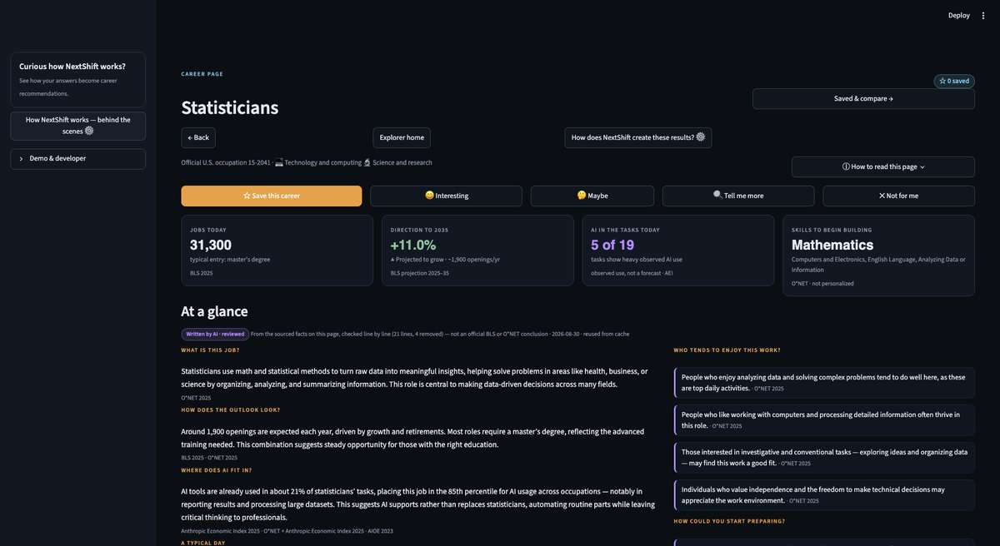 Deploy
Curious how NextShift works?
See how your answers become career
recommendations.
How NextShift works — behind the
scenes ⚙️
Demo & developer
CAREER PAGE
☆ 0 saved
Statisticians
Saved & compare →
← Back
Explorer home
How does NextShift create these results? ⚙️
Official U.S. occupation 15-2041 · 💻 Technology and computing 🔬 Science and research
ⓘ How to read this page
☆ Save this career
😄 Interesting
🤔 Maybe
🔍 Tell me more
✕ Not for me
JOBS TODAY
31,300
typical entry: master's degree
BLS 2025
DIRECTION TO 2035
+11.0%
▲ Projected to grow · ~1,900 openings/yr
BLS projection 2025–35
AI IN THE TASKS TODAY
5 of 19
tasks show heavy observed AI use
observed use, not a forecast · AEI
SKILLS TO BEGIN BUILDING
Mathematics
Computers and Electronics, English Language, Analyzing Data or
Information
O*NET · not personalized
At a glance
Written by AI · reviewed From the sourced facts on this page, checked line by line (21 lines, 4 removed) — not an official BLS or O*NET conclusion · 2026-08-30 · reused from cache
WHAT IS THIS JOB?
Statisticians use math and statistical methods to turn raw data into meaningful insights, helping solve problems in areas like health, business, or
science by organizing, analyzing, and summarizing information. This role is central to making data-driven decisions across many fields.
O*NET 2025
HOW DOES THE OUTLOOK LOOK?
Around 1,900 openings are expected each year, driven by growth and retirements. Most roles require a master's degree, reflecting the advanced
training needed. This combination suggests steady opportunity for those with the right education.
BLS 2025 · O*NET 2025
WHERE DOES AI FIT IN?
AI tools are already used in about 21% of statisticians' tasks, placing this job in the 85th percentile for AI usage across occupations — notably in
reporting results and processing large datasets. This suggests AI supports rather than replaces statisticians, automating routine parts while leaving
critical thinking to professionals.
Anthropic Economic Index 2025 · O*NET + Anthropic Economic Index 2025 · AIOE 2023
A TYPICAL DAY
WHO TENDS TO ENJOY THIS WORK?
People who enjoy analyzing data and solving complex problems tend to do well here, as these
are top daily activities. · O*NET 2025
People who like working with computers and processing detailed information often thrive in
this role. · O*NET 2025
Those interested in investigative and conventional tasks — exploring ideas and organizing data
— may find this work a good fit. · O*NET 2025
Individuals who value independence and the freedom to make technical decisions may
appreciate the work environment. · O*NET 2025
HOW COULD YOU START PREPARING?